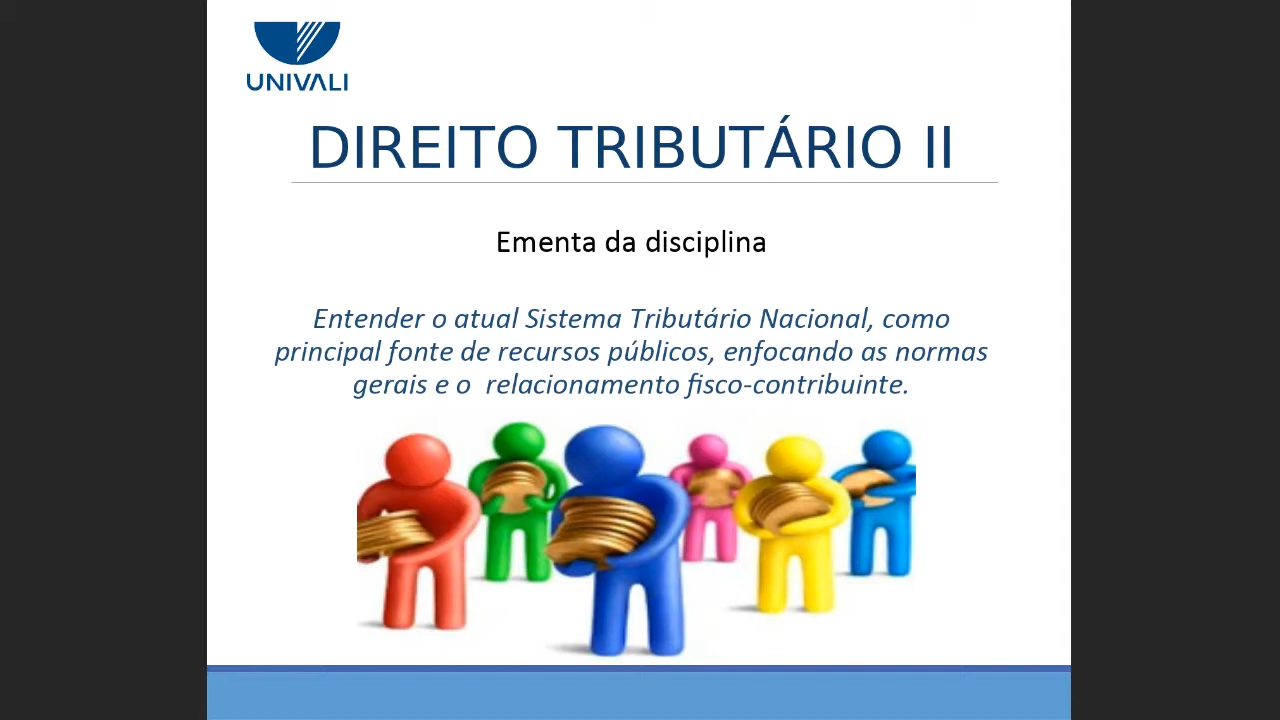 UNIVALI
DIREITO TRIBUTÁRIO II
Ementa da disciplina
Entender o atual Sistema Tributário Nacional, como
principal fonte de recursos públicos, enfocando as normas
gerais e o relacionamento fisco-contribuinte.